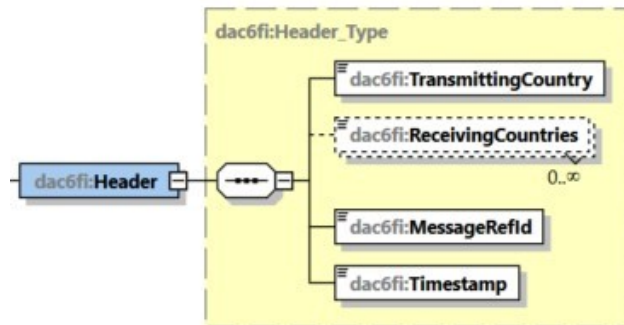 dac6fi:Header_Type
dac6fi:TransmittingCountry
dac6fi:ReceivingCountries
0..∞
dac6fi:Header
dac6fi:MessageRefId
dac6fi:Timestamp